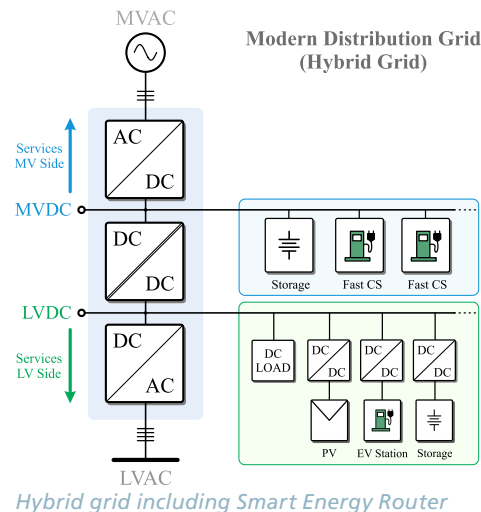 MVAC
Modern Distribution Grid
(Hybrid Grid)
Services
MV Side
AC
DC
MVDC
DC
DC
Storage
Fast CS
Fast CS
LVDC
Services
LV Side
DC
AC
DC
LOAD
DC
DC
DC
DC
DC
DC
PV
EV Station
Storage
LVAC
Hybrid grid including Smart Energy Router